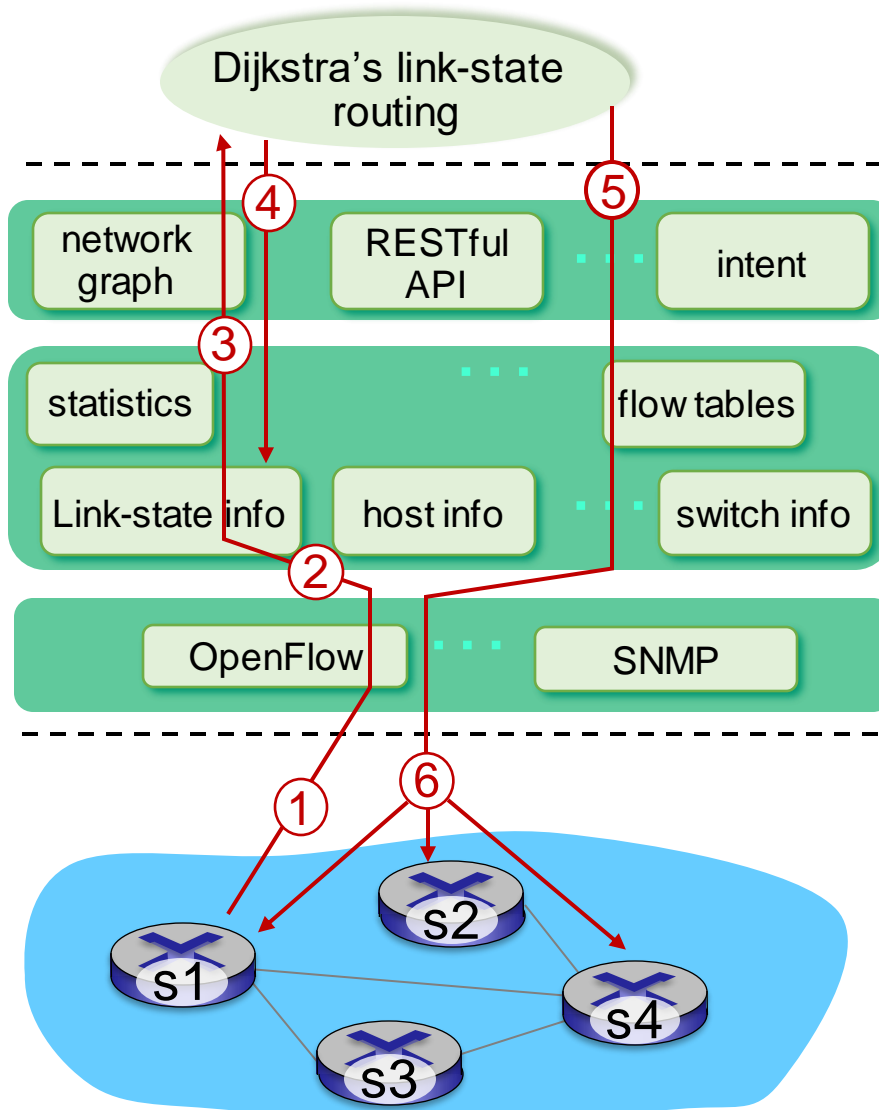 Dijkstra’s link-state
routing
4
5
network
graph
RESTful
API
intent
3
statistics
flow tables
Link-state info
host info
switch info
2
OpenFlow
SNMP
1
6
s2
s1
s4
s3